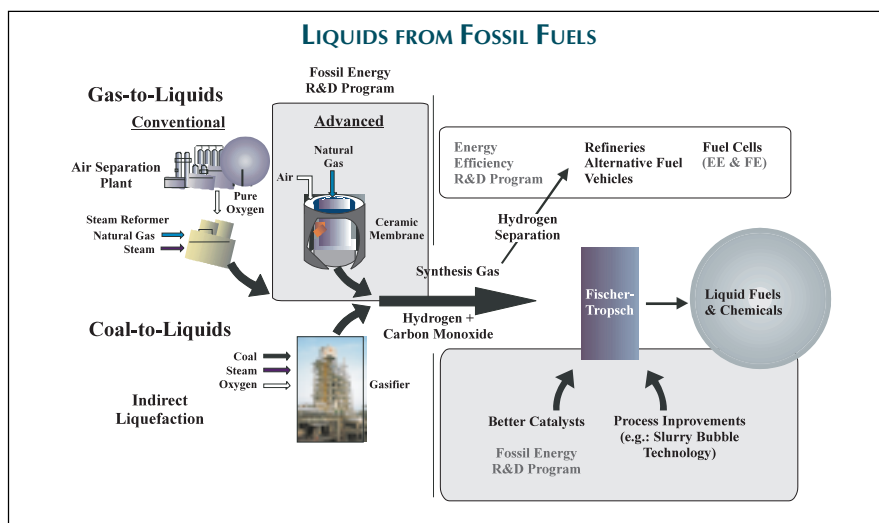 LIQUIDS FROM FOSSIL FUELS
Fossil Energy
R&D Program
Gas-to-Liquids
Conventional
Air Separation
Plant
Pure
Oxygen
Steam Reformer
Natural Gas
Steam
Advanced
Natural
Gas
Air
Ceramic
Membrane
Energy
Efficiency
R&D Program
Refineries
Alternative Fuel
Vehicles
Fuel Cells
(EE & FE)
Hydrogen
Separation
Synthesis Gas
Hydrogen +
Carbon Monoxide
Fischer-
Tropsch
Liquid Fuels
& Chemicals
Coal-to-Liquids
Coal
Steam
Oxygen
Gasifier
Indirect
Liquefaction
Better Catalysts
Fossil Energy
R&D Program
Process Inprovements
(e.g.: Slurry Bubble
Technology)